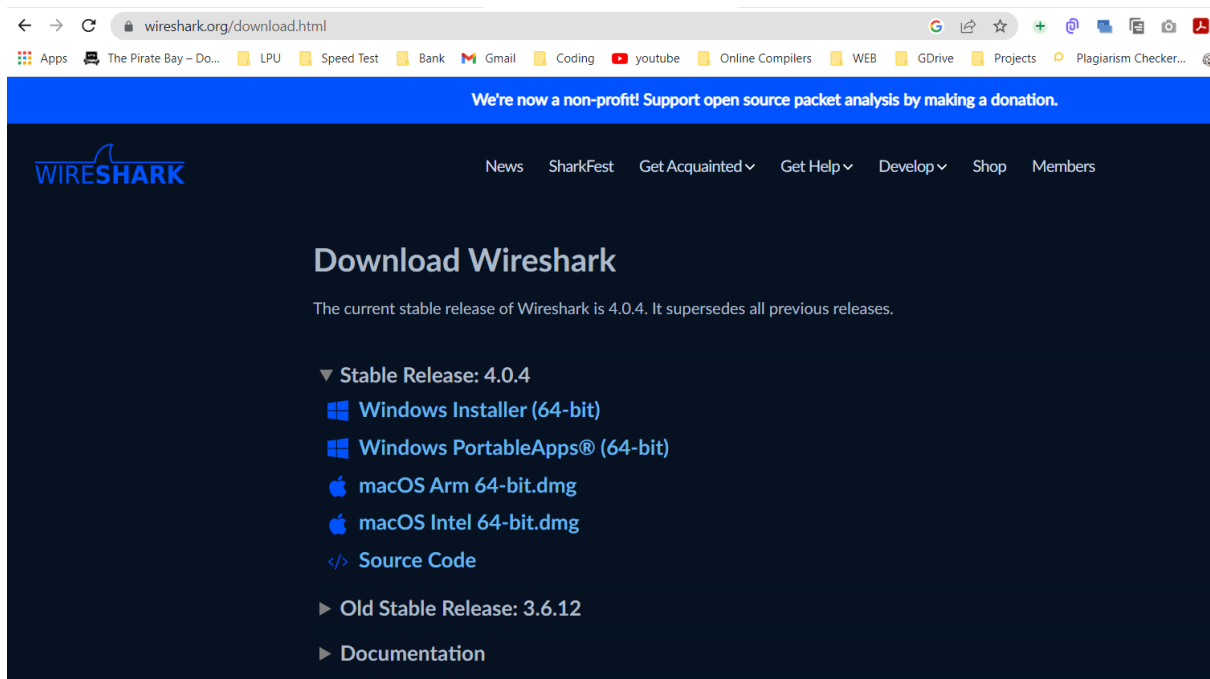 wireshark.org/download.html
Apps The Pirate Bay – Do... LPU Speed Test Bank Gmail Coding youtube Online Compilers WEB GDrive Projects Plagiarism Checker...
We're now a non-profit! Support open source packet analysis by making a donation.
WIRESHARK News SharkFest Get Acquainted Get Help Develop Shop Members
Download Wireshark
The current stable release of Wireshark is 4.0.4. It supersedes all previous releases.
Stable Release: 4.0.4
Windows Installer (64-bit)
Windows PortableApps® (64-bit)
macOS Arm 64-bit.dmg
macOS Intel 64-bit.dmg
</> Source Code
Old Stable Release: 3.6.12
Documentation